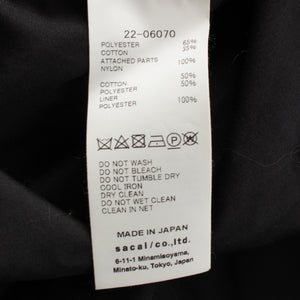 22-06070
POLYESTER 65%
COTTON 35%
ATTACHED PARTS 100%
NYLON
50%
COTTON 50%
POLYESTER
LINER 100%
POLYESTER
DO NOT WASH
DO NOT BLEACH
DO NOT TUMBLE DRY
COOL IRON
DRY CLEAN
DO NOT WET CLEAN
CLEAN IN NET
MADE IN JAPAN
sacai co.,ltd.
6-11-1 Minamiaoyama,
Minato-ku, Tokyo, Japan